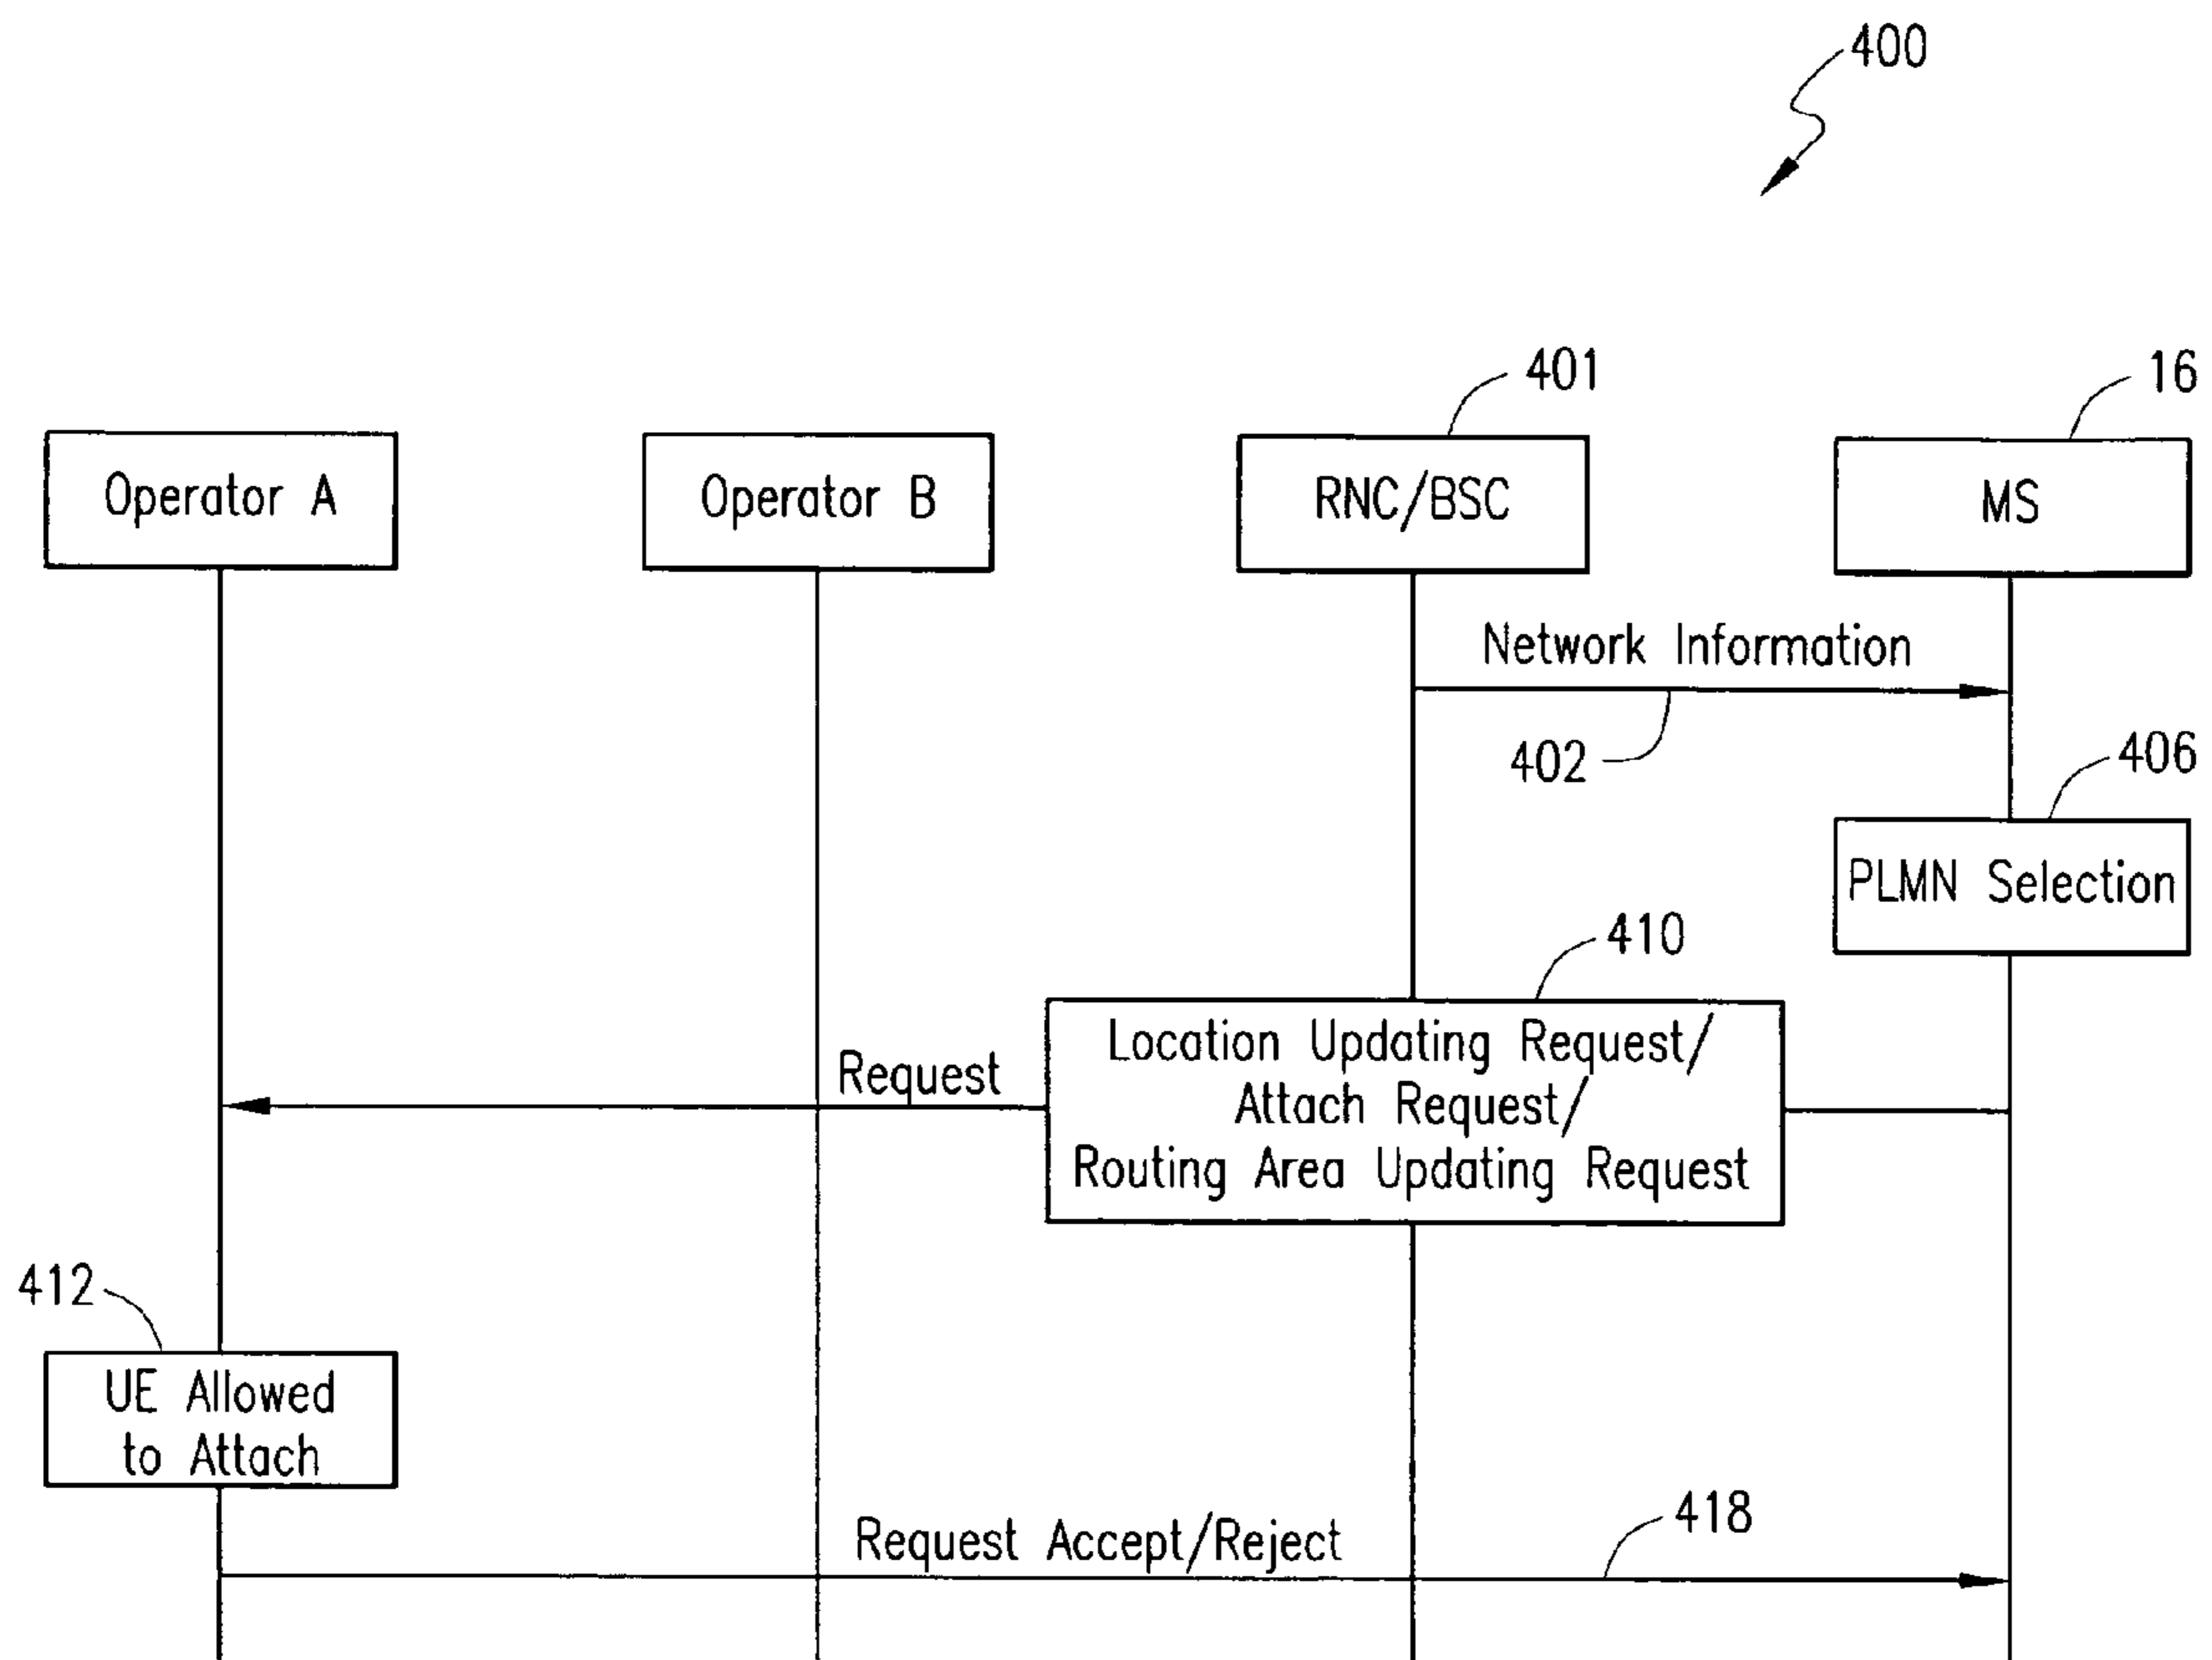 400
401
16
Operator A
Operator B
RNC/BSC
MS
Network Information
402
406
PLMN Selection
410
Location Updating Request/
Attach Request/
Routing Area Updating Request
Request
412
UE Allowed
to Attach
Request Accept/Reject
418